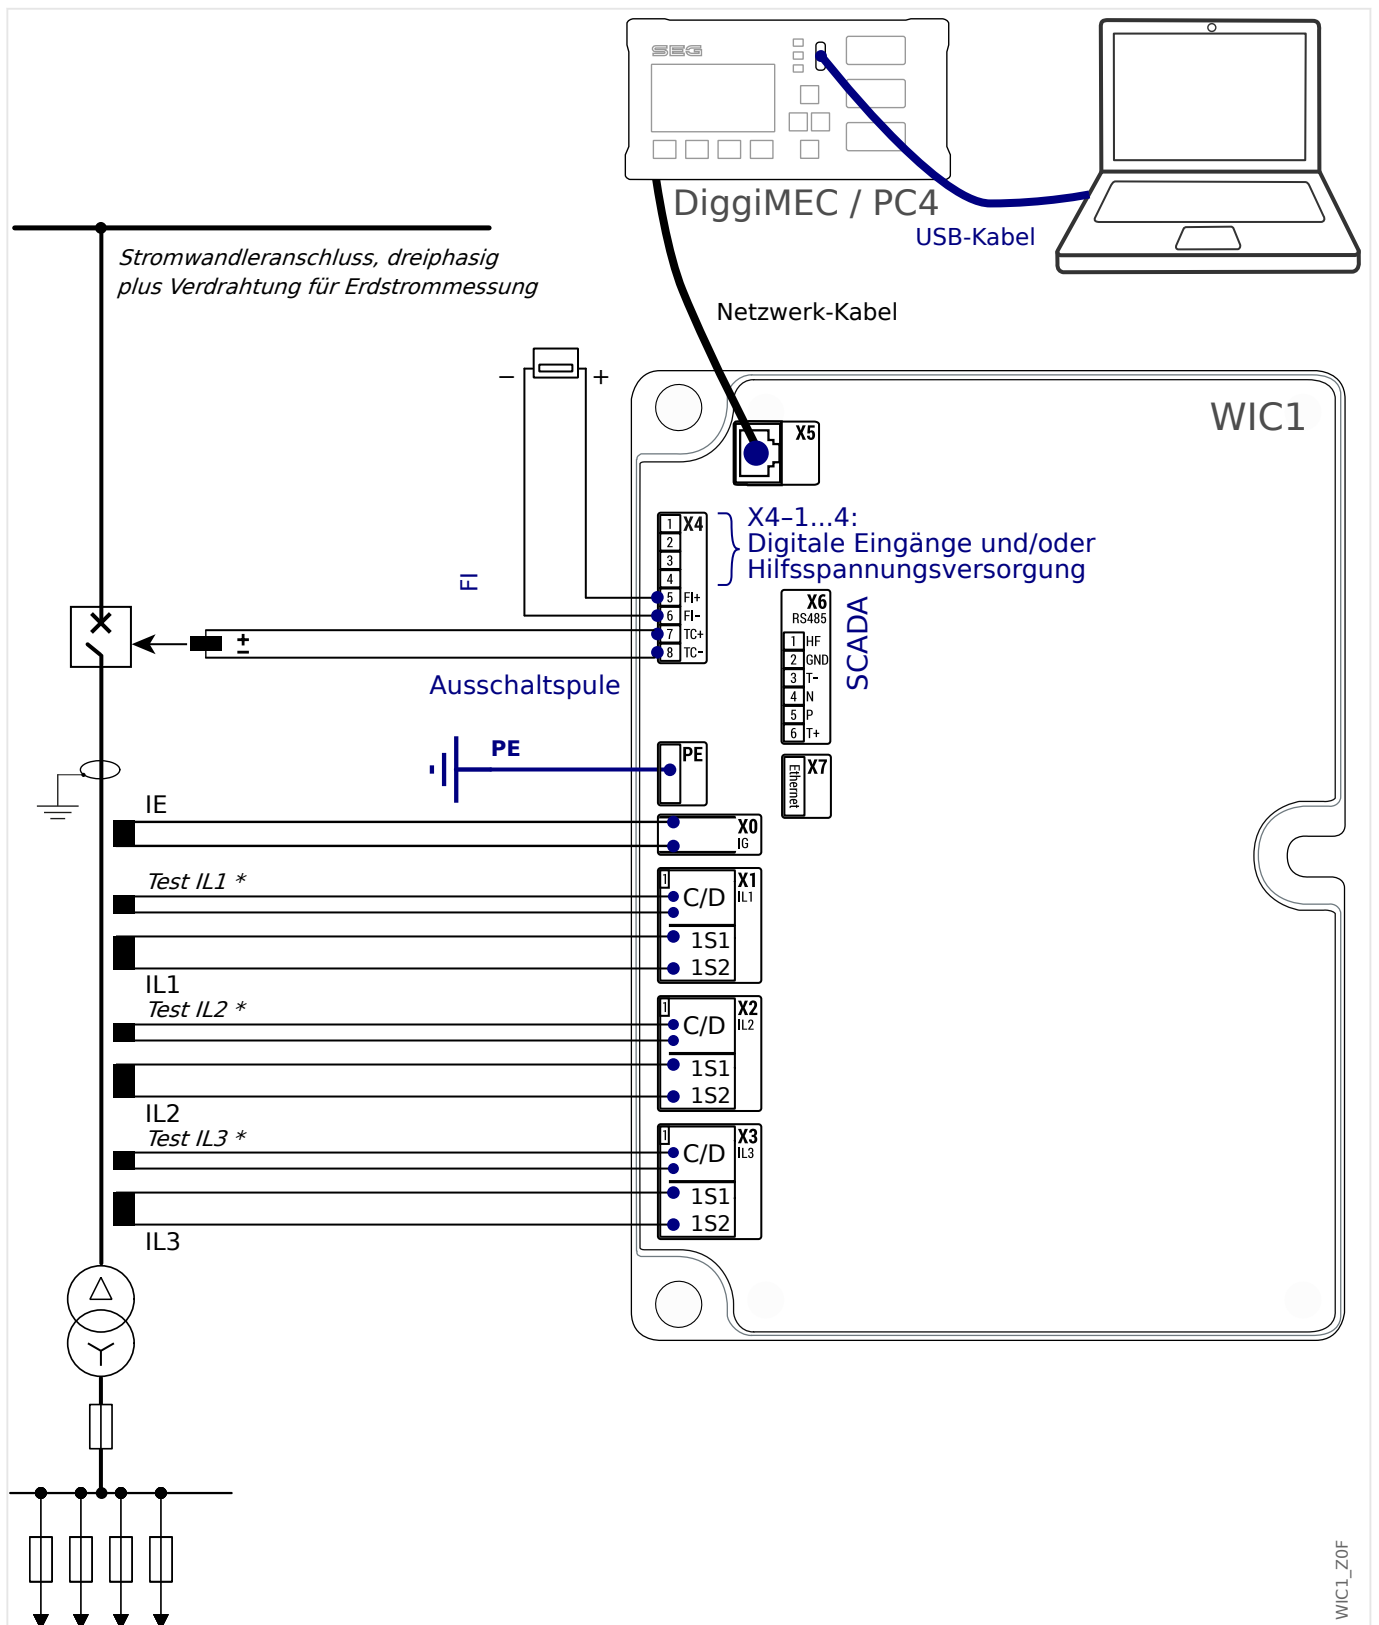 SEG
DiggiMEC / PC4
USB-Kabel
Stromwandleranschluss, dreiphasig
plus Verdrahtung für Erdstrommessung
Netzwerk-Kabel
− +
WIC1
X5
X4
1
2
3
4
5 FI+
6 FI-
7 TC+
8 TC-
X4–1...4:
Digitale Eingänge und/oder
Hilfsspannungsversorgung
FI
±
Ausschaltspule
X6
RS485
1 HF
2 GND
3 T-
4 N
5 P
6 T+
SCADA
PE
PE
X7
Ethernet
IE
X0
IG
Test IL1 *
1
C/D
X1
IL1
1S1
1S2
IL1
Test IL2 *
1
C/D
X2
IL2
1S1
1S2
IL2
Test IL3 *
1
C/D
X3
IL3
1S1
1S2
IL3
WIC1_Z0F